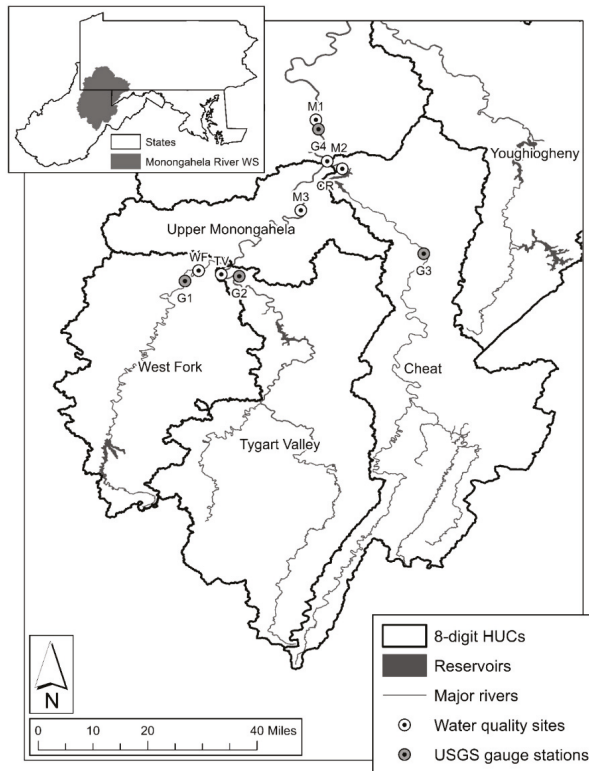 States
Monongahela River WS
M1
G4
M2
Youghiogheny
CR
M3
Upper Monongahela
WF
TV
G1
G2
G3
West Fork
Cheat
Tygart Valley
N
0 10 20 40 Miles
8-digit HUCs
Reservoirs
Major rivers
Water quality sites
USGS gauge stations